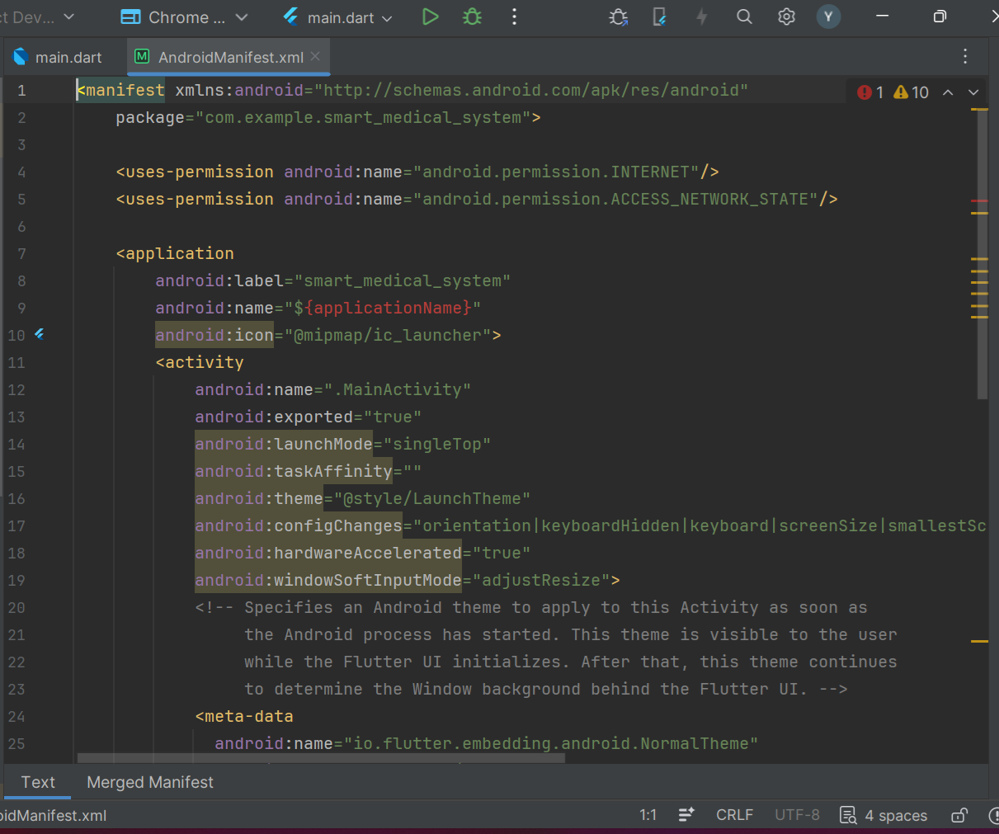 ct Dev...
Chrome ...
main.dart
Y
main.dart
AndroidManifest.xml
1 <manifest xmlns:android="http://schemas.android.com/apk/res/android"
1 10
2 package="com.example.smart_medical_system">
3
4 <uses-permission android:name="android.permission.INTERNET"/>
5 <uses-permission android:name="android.permission.ACCESS_NETWORK_STATE"/>
6
7 <application
8 android:label="smart_medical_system"
9 android:name="${applicationName}"
10 android:icon="@mipmap/ic_launcher">
11 <activity
12 android:name=".MainActivity"
13 android:exported="true"
14 android:launchMode="singleTop"
15 android:taskAffinity=""
16 android:theme="@style/LaunchTheme"
17 android:configChanges="orientation|keyboardHidden|keyboard|screenSize|smallestSc
18 android:hardwareAccelerated="true"
19 android:windowSoftInputMode="adjustResize">
20 <!-- Specifies an Android theme to apply to this Activity as soon as
21 the Android process has started. This theme is visible to the user
22 while the Flutter UI initializes. After that, this theme continues
23 to determine the Window background behind the Flutter UI. -->
24 <meta-data
25 android:name="io.flutter.embedding.android.NormalTheme"
Text
Merged Manifest
oidManifest.xml
1:1
CRLF
UTF-8
4 spaces